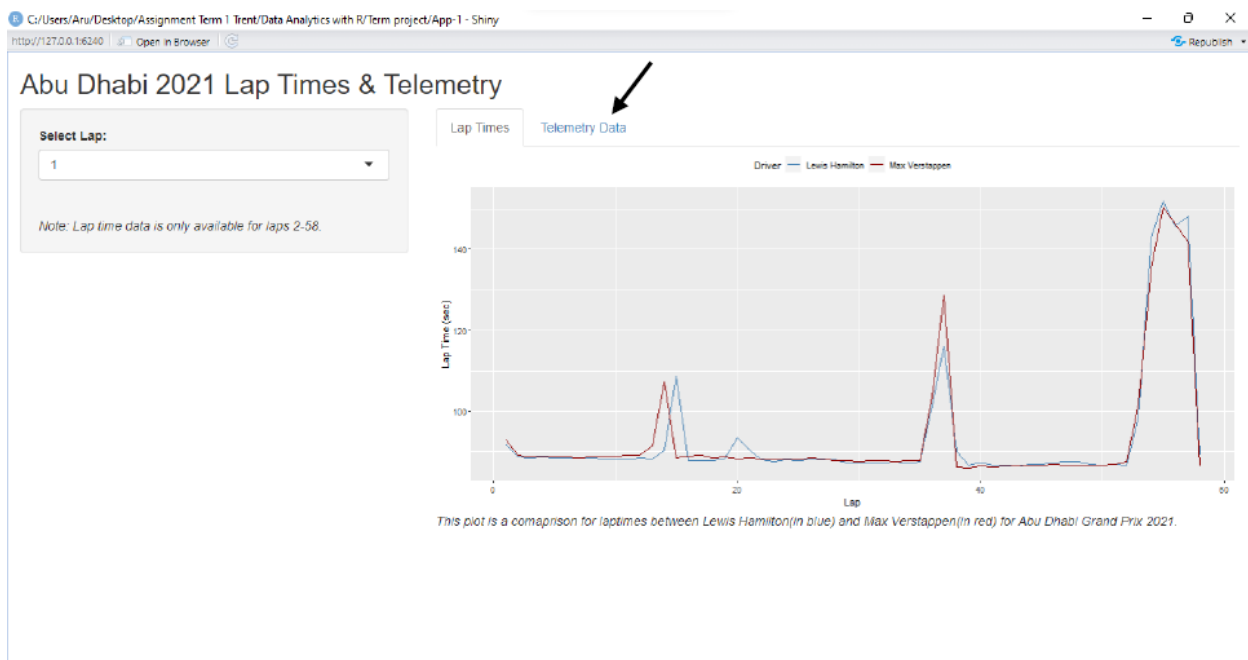 C:/Users/Aru/Desktop/Assignment Term 1 Trent/Data Analytics with R/Term project/App-1 - Shiny
http://127.0.0.1:6240 Open in Browser Republish
Abu Dhabi 2021 Lap Times & Telemetry
Select Lap:
1
Note: Lap time data is only available for laps 2-58.
Lap Times Telemetry Data
Driver Lewis Hamilton Max Verstappen
140
120
100
Lap Time (sec)
0 20 40 60
Lap
This plot is a comaprison for laptimes between Lewis Hamilton(in blue) and Max Verstappen(in red) for Abu Dhabi Grand Prix 2021.